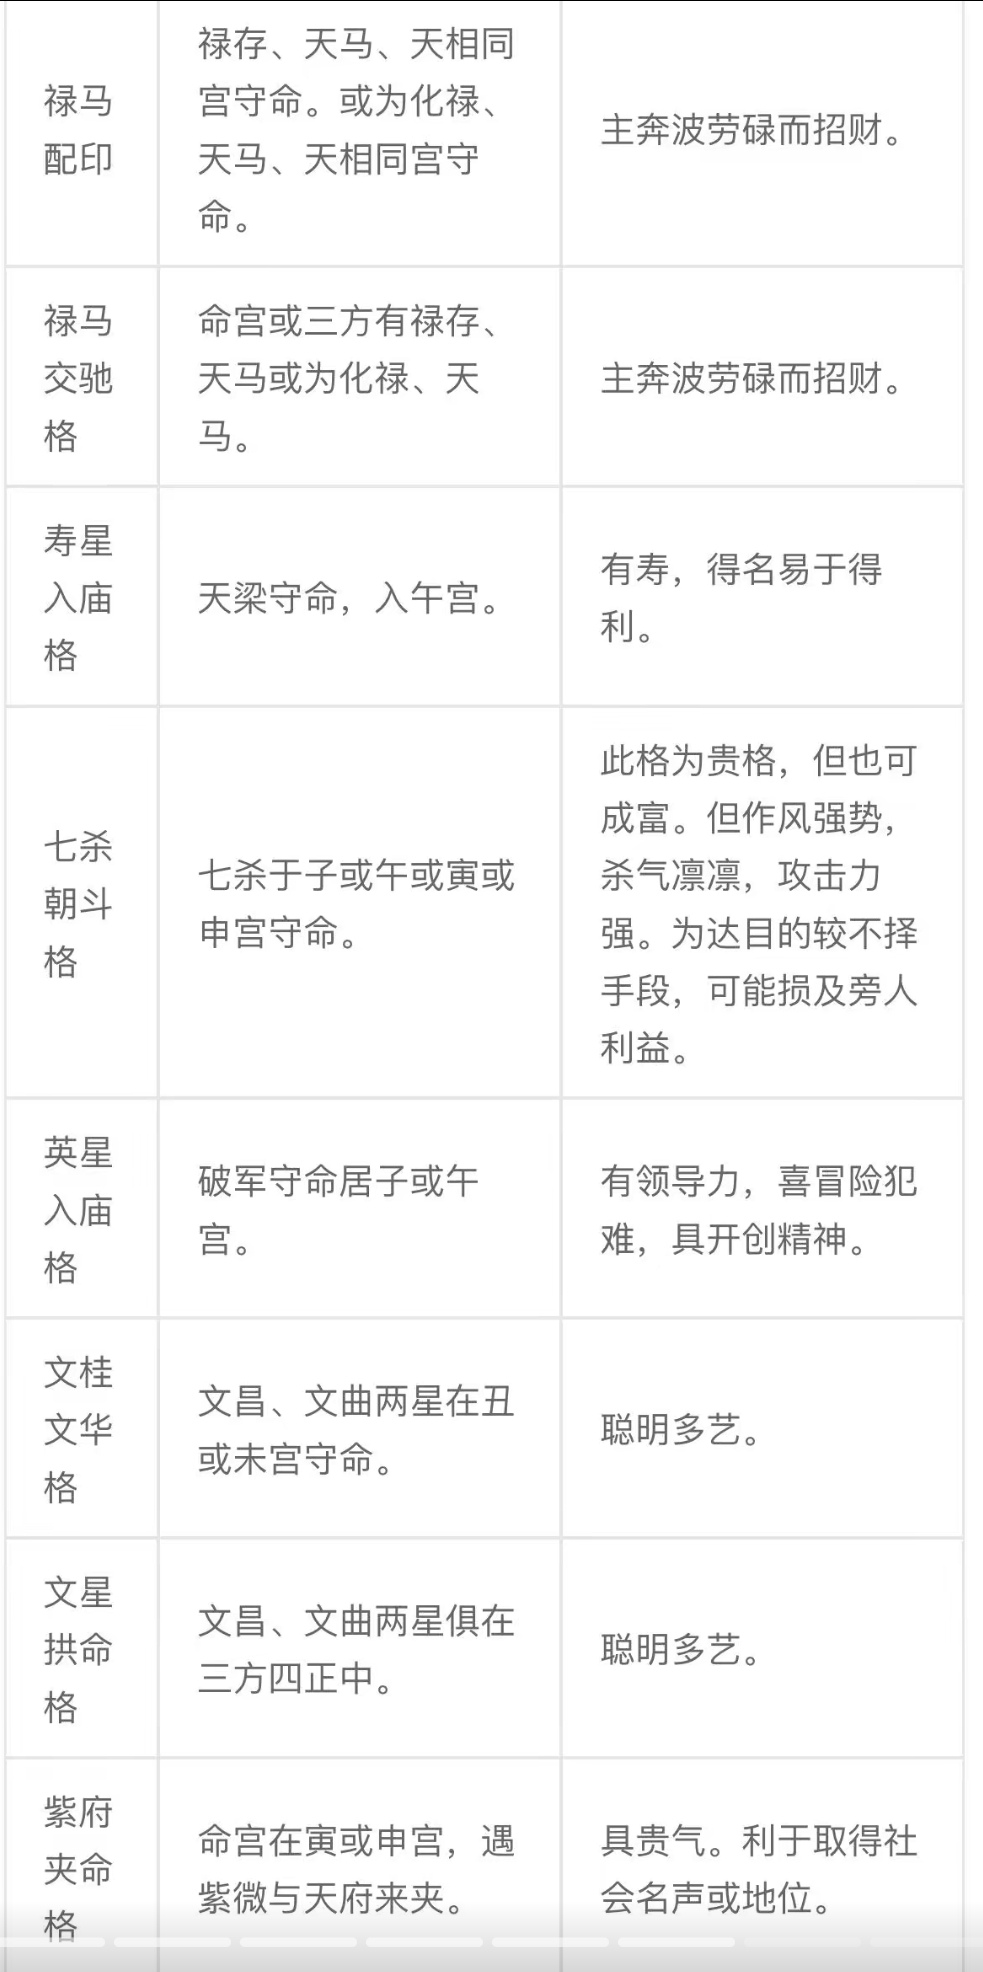 禄马
配印
禄存、天马、天相同
宫守命。或为化禄、
天马、天相同宫守
命。
主奔波劳碌而招财。
禄马
交驰
格
命宫或三方有禄存、
天马或为化禄、天
马。
主奔波劳碌而招财。
寿星
入庙
格
天梁守命，入午宫。
有寿，得名易于得
利。
七杀
朝斗
格
七杀于子或午或寅或
申宫守命。
此格为贵格，但也可
成富。但作风强势，
杀气凛凛，攻击力
强。为达目的较不择
手段，可能损及旁人
利益。
英星
入庙
格
破军守命居子或午
宫。
有领导力，喜冒险犯
难，具开创精神。
文桂
文华
格
文昌、文曲两星在丑
或未宫守命。
聪明多艺。
文星
拱命
格
文昌、文曲两星俱在
三方四正中。
聪明多艺。
紫府
夹命
格
命宫在寅或申宫，遇
紫微与天府来夹。
具贵气。利于取得社
会名声或地位。